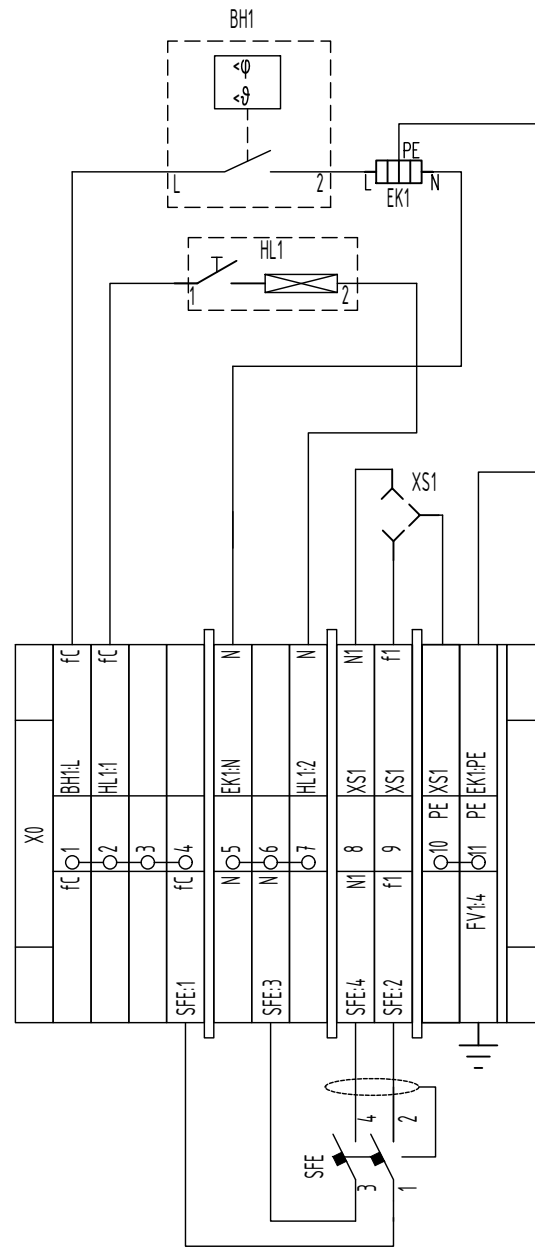 BH1
<φ
<ϑ
L
2
L
PE
N
EK1
HL1
1
2
XS1
fC
fC
N
N
N1
f1
BH1:L
HL1:1
EK1:N
HL1:2
XS1
XS1
XS1
EK1:PE
X0
1
2
3
4
5
6
7
8
9
10
11
PE
PE
fC
fC
N
N
N1
f1
FV1:4
SFE:1
SFE:3
SFE:4
SFE:2
SFE
4
2
3
1